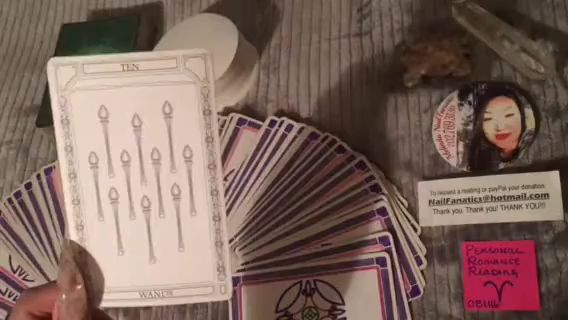 TEN
WANDS
To request a reading or payPal your donation:
NailFanatics@hotmail.com
Thank you. Thank you! THANK YOU!!!
PERSONAL
ROMANCE
READING